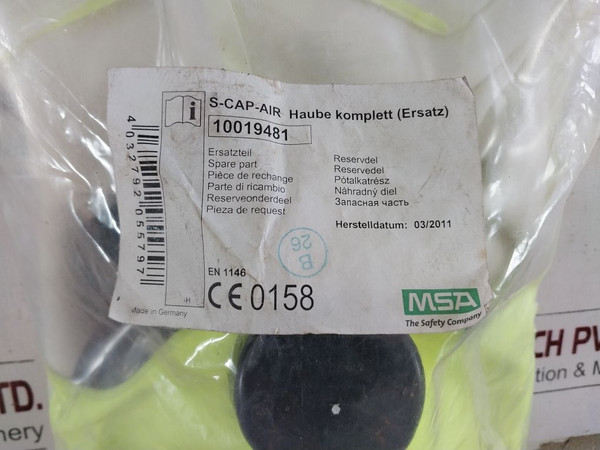 S-CAP-AIR Haube komplett (Ersatz)
i
10019481
Ersatzteil
Spare part
Pièce de rechange
Parte di ricambio
Reserveonderdeel
Pieza de request
Reservdel
Reservedel
Pótalkatrész
Náhradný diel
Запасная часть
Herstelldatum: 03/2011
B
26
4032792055797
EN 1146
CE 0158
-H
Made in Germany
MSA
The Safety Company
CH PV
tion & M
TD.
nery